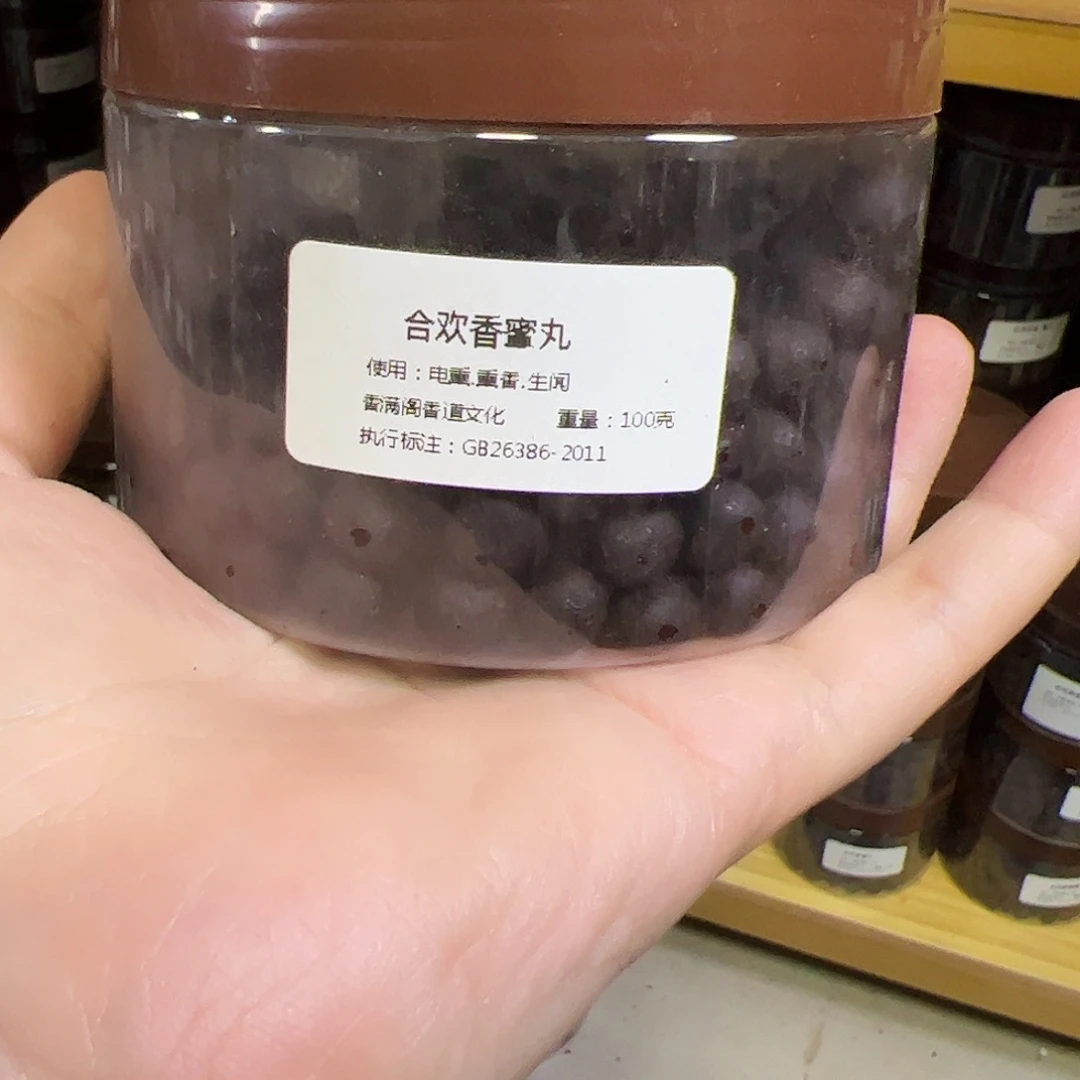 合欢香蜜丸
使用：电熏.熏香.生闻
香满阁香道文化 重量：100克
执行标注：GB26386-2011